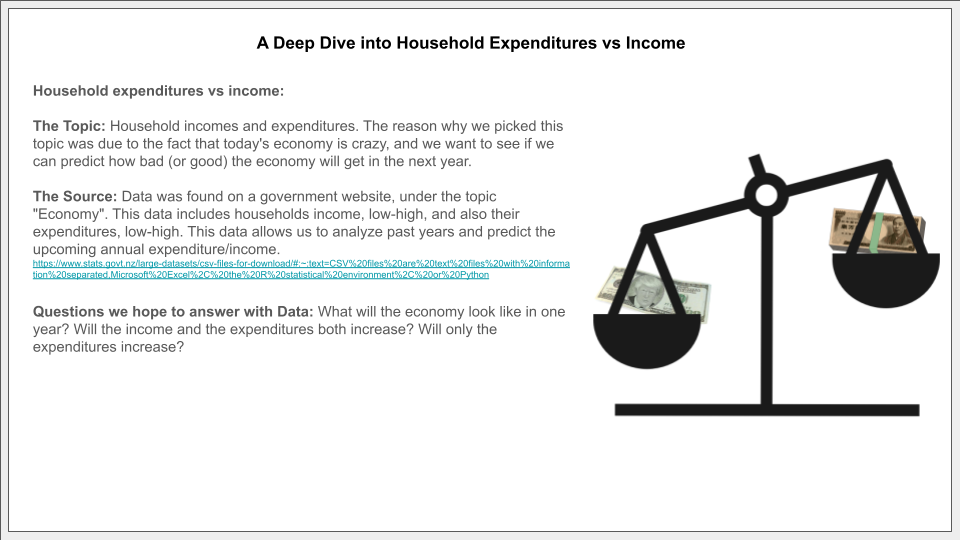 A Deep Dive into Household Expenditures vs Income
Household expenditures vs income:
The Topic: Household incomes and expenditures. The reason why we picked this
topic was due to the fact that today's economy is crazy, and we want to see if we
can predict how bad (or good) the economy will get in the next year.
The Source: Data was found on a government website, under the topic
"Economy". This data includes households income, low-high, and also their
expenditures, low-high. This data allows us to analyze past years and predict the
upcoming annual expenditure/income.
https://www.stats.govt.nz/large-datasets/csv-files-for-download/#:~:text=CSV%20files%20are%20text%20files%20with%20informa
tion%20separated,Microsoft%20Excel%2C%20the%20R%20statistical%20environment%2C%20or%20Python
Questions we hope to answer with Data: What will the economy look like in one
year? Will the income and the expenditures both increase? Will only the
expenditures increase?